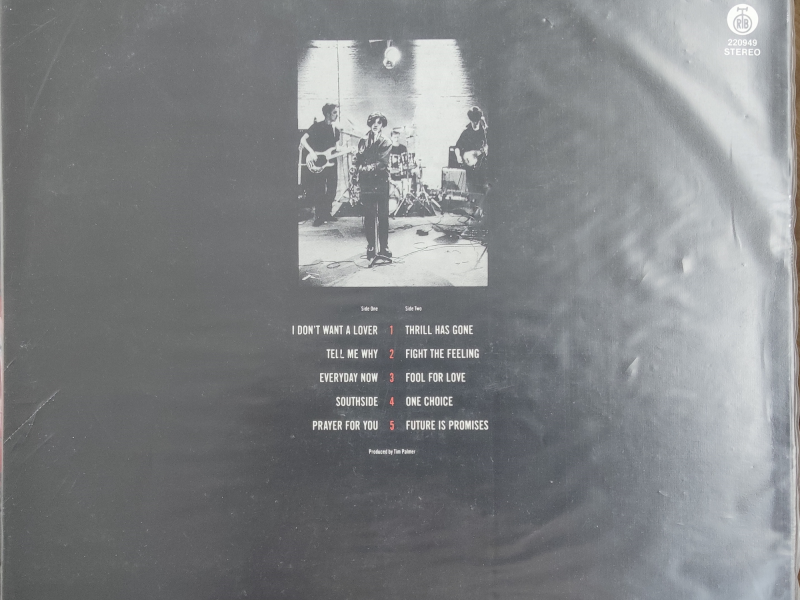 RTB
220949
STEREO
Side One Side Two
I DON'T WANT A LOVER 1 THRILL HAS GONE
TELL ME WHY 2 FIGHT THE FEELING
EVERYDAY NOW 3 FOOL FOR LOVE
SOUTHSIDE 4 ONE CHOICE
PRAYER FOR YOU 5 FUTURE IS PROMISES
Produced by Tim Palmer